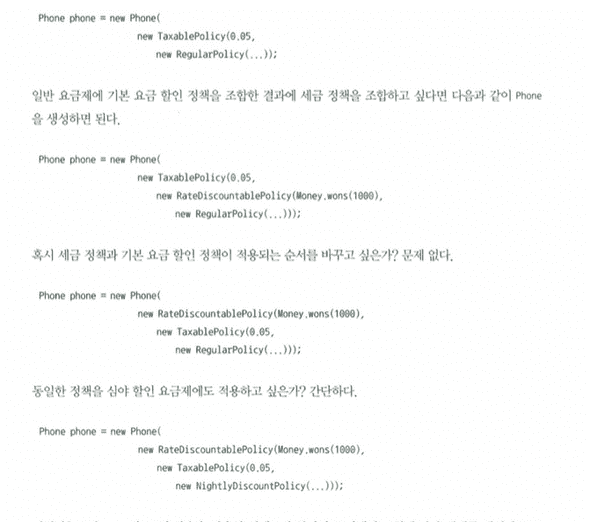 Phone phone = new Phone(
new TaxablePolicy(0.05,
new RegularPolicy(...));
일반 요금제에 기본 요금 할인 정책을 조합한 결과에 세금 정책을 조합하고 싶다면 다음과 같이 Phone
을 생성하면 된다.
Phone phone = new Phone(
new TaxablePolicy(0.05,
new RateDiscountablePolicy(Money.wons(1000),
new RegularPolicy(...)));
혹시 세금 정책과 기본 요금 할인 정책이 적용되는 순서를 바꾸고 싶은가? 문제 없다.
Phone phone = new Phone(
new RateDiscountablePolicy(Money.wons(1000),
new TaxablePolicy(0.05,
new RegularPolicy(...)));
동일한 정책을 심야 할인 요금제에도 적용하고 싶은가? 간단하다.
Phone phone = new Phone(
new RateDiscountablePolicy(Money.wons(1000),
new TaxablePolicy(0.05,
new NightlyDiscountPolicy(...)));